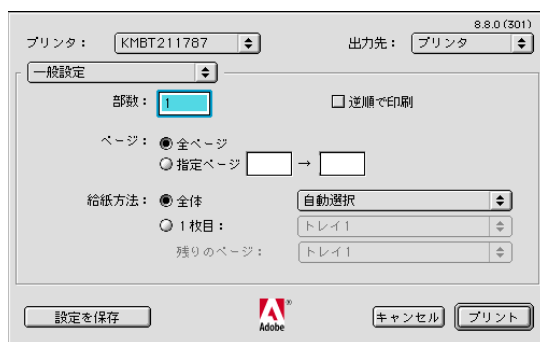 8.8.0 (301)
プリンタ： KMBT211787 出力先： プリンタ
一般設定
部数： 1 逆順で印刷
ページ： 全ページ
指定ページ →
給紙方法： 全体 自動選択
1 枚目： トレイ1
残りのページ： トレイ1
設定を保存 Adobe® キャンセル プリント